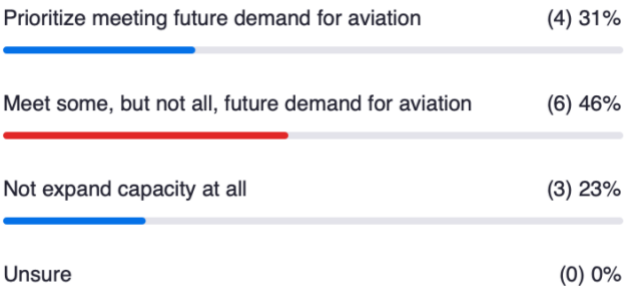 Prioritize meeting future demand for aviation (4) 31%
Meet some, but not all, future demand for aviation (6) 46%
Not expand capacity at all (3) 23%
Unsure (0) 0%